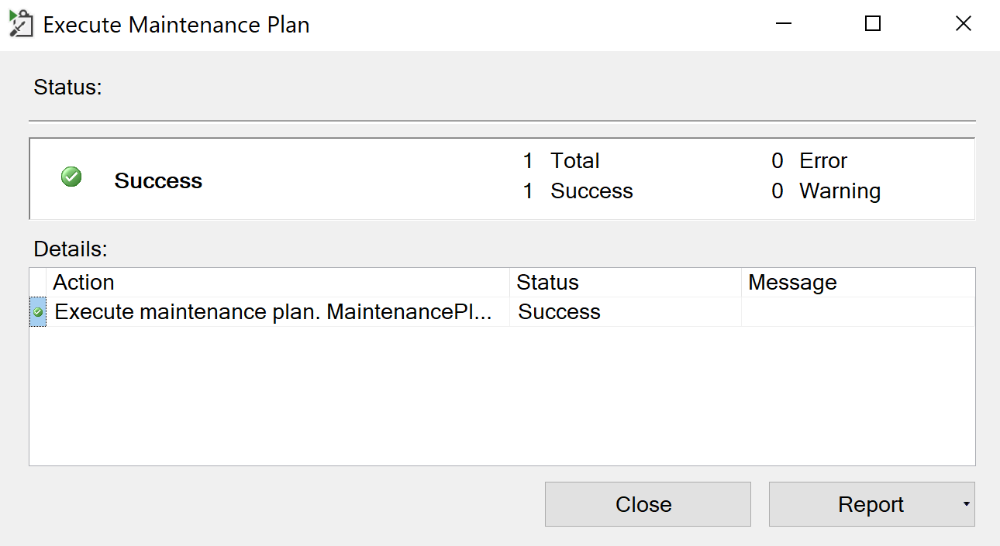 Execute Maintenance Plan
Status:
Success
1 Total
0 Error
1 Success
0 Warning
Details:
Action Status Message
Execute maintenance plan. MaintenancePl... Success
Close Report